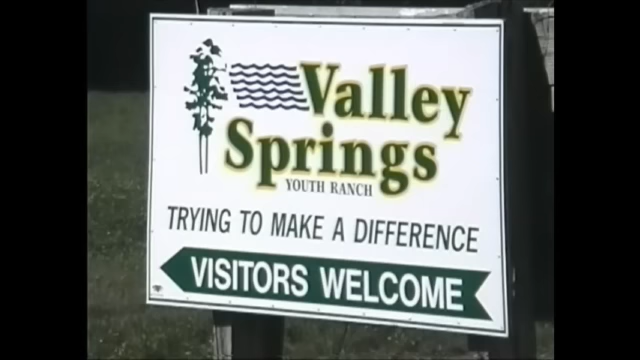 Valley
Springs
YOUTH RANCH
TRYING TO MAKE A DIFFERENCE
VISITORS WELCOME